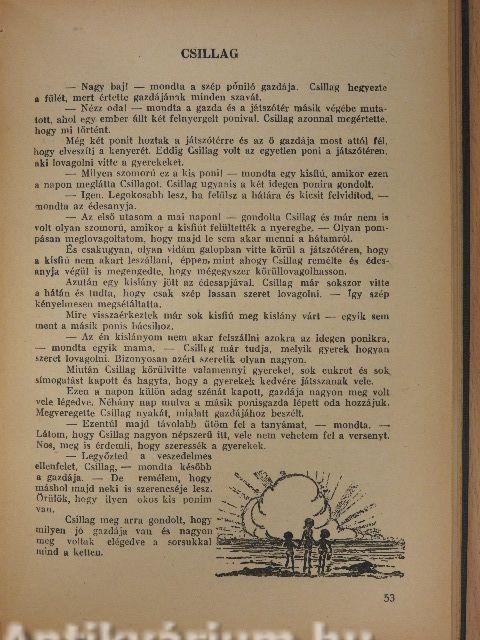 CSILLAG
— Nagy baj! — mondta a szép póniló gazdája. Csillag hegyezte
a fülét, mert értette gazdájának minden szavát.
— Nézz oda! — mondta a gazda és a játszótér másik végébe muta-
tott, ahol egy ember állt két felnyergelt ponival. Csillag azonnal megértette,
hogy mi történt.
Még két ponit hoztak a játszótérre és az ő gazdája most attól fél,
hogy elveszíti a kenyerét. Eddig Csillag volt az egyetlen poni a játszótéren,
aki lovagolni vitte a gyerekeket.
— Milyen szomorú ez a kis poni! — mondta egy kisfiú, amikor ezen
a napon meglátta Csillagot. Csillag ugyanis a két idegen ponira gondolt.
— Igen. Legokosabb lesz, ha felülsz a hátára és kicsit felvidítod, —
mondta az édesanyja.
— Az első utasom a mai napon! — gondolta Csillag és már nem is
volt olyan szomorú, amikor a kisfiút felültették a nyeregbe. — Olyan pom-
pásan meglovagoltatom, hogy majd le sem akar menni a hátamról.
És csakugyan, olyan vidám galopban vitte körül a játszótéren, hogy
a kisfiú nem akart leszállani, éppen, mint ahogy Csillag remélte és édes-
anyja végül is megengedte, hogy mégegyszer körüllovagolhasson.
Azután egy kislány jött az édesapjával. Csillag már sokszor vitte
a hátán és tudta, hogy csak szép lassan szeret lovagolni. — Így szép
kényelmesen megsétáltatta.
Mire visszaérkeztek már sok kisfiú meg kislány várt — egyik sem
ment a másik ponis bácsihoz.
— Az én kislányom nem akar felszállni azokra az idegen ponikra,
— mondta egyik mama. — Csillag már tudja, melyik gyerek hogyan
szeret lovagolni. Bizonyosan azért szeretik olyan nagyon.
Miután Csillag körülvitte valamennyi gyereket, sok cukrot és sok
simogatást kapott és hagyta, hogy a gyerekek kedvére játsszanak vele.
Ezen a napon külön adag szénát kapott, gazdája nagyon meg volt
vele légedve. Néhány nap mulva a másik ponisgazda lépett oda hozzájuk.
Megveregette Csillag nyakát, mialatt gazdájához beszélt.
— Ezentúl majd távolabb ütöm fel a tanyámat, — mondta. —
Látom, hogy Csillag nagyon népszerű itt, vele nem vehetem fel a versenyt.
Nos, meg is érdemli, hogy szeressék a gyerekek.
— Legyőzted a veszedelmes
ellenfelet, Csillag, — mondta később
a gazdája. — De remélem, hogy
máshol majd neki is szerencséje lesz.
Örülök, hogy ilyen okos kis ponim
van.
Csillag meg arra gondolt, hogy
milyen jó gazdája van és nagyon
meg voltak elégedve a sorsukkal
mind a ketten.
53
Antikvárium.hu